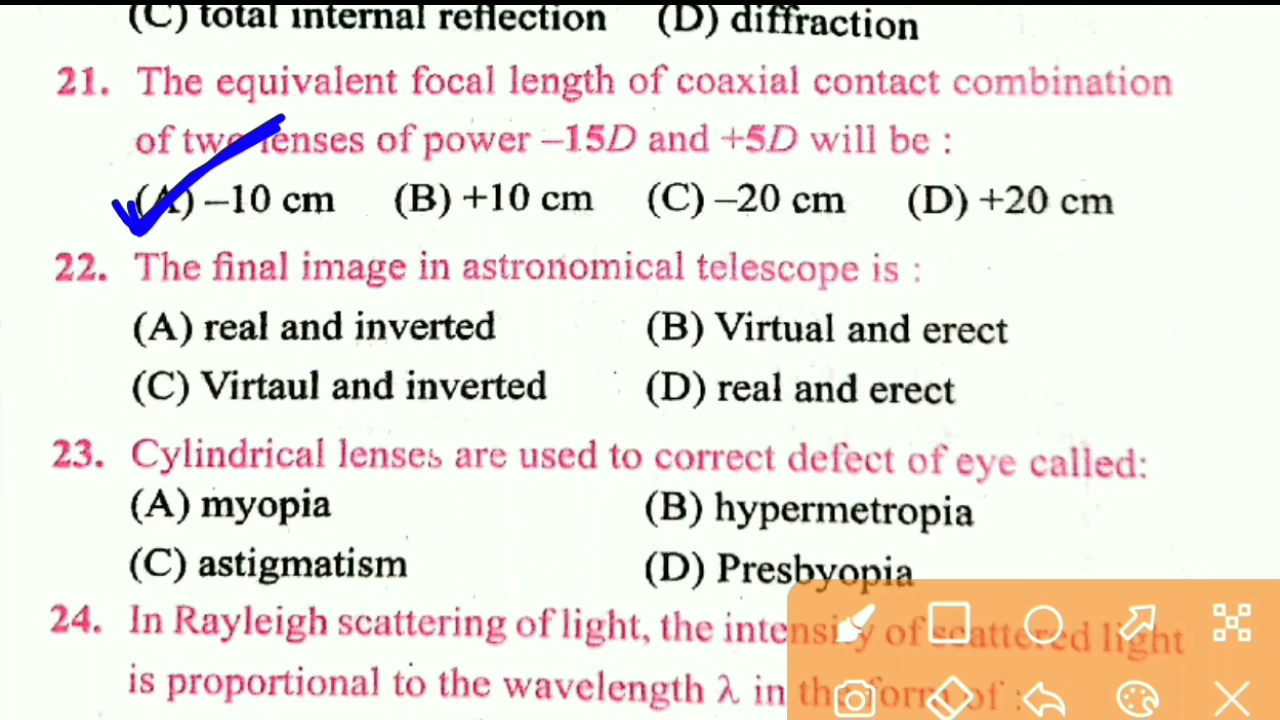 (C) total internal reflection (D) diffraction
21. The equivalent focal length of coaxial contact combination
of two lenses of power –15D and +5D will be :
(A) –10 cm (B) +10 cm (C) –20 cm (D) +20 cm
22. The final image in astronomical telescope is :
(A) real and inverted (B) Virtual and erect
(C) Virtaul and inverted (D) real and erect
23. Cylindrical lenses are used to correct defect of eye called:
(A) myopia (B) hypermetropia
(C) astigmatism (D) Presbyopia
24. In Rayleigh scattering of light, the intensity of scattered light
is proportional to the wavelength λ in the form of :